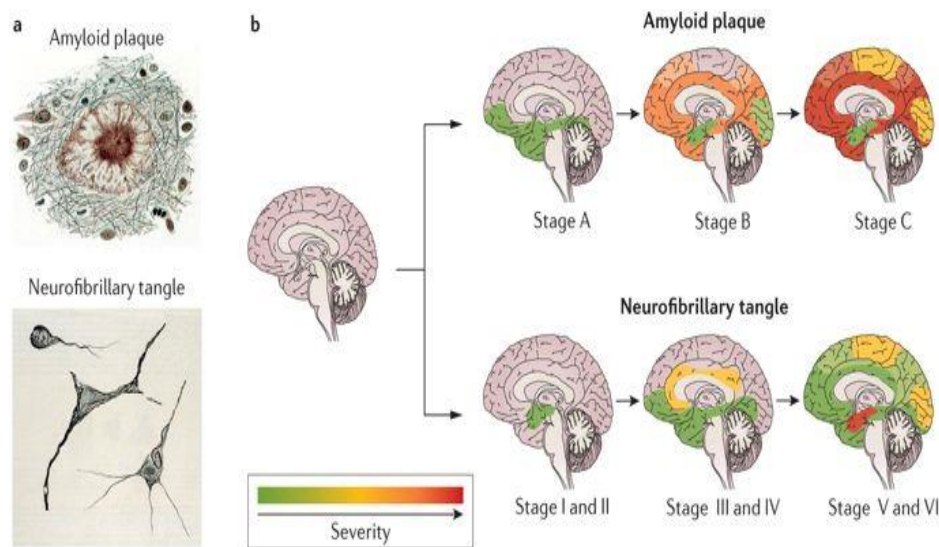 a
Amyloid plaque
Neurofibrillary tangle
b
Amyloid plaque
Stage A
Stage B
Stage C
Neurofibrillary tangle
Stage I and II
Stage III and IV
Stage V and VI
Severity